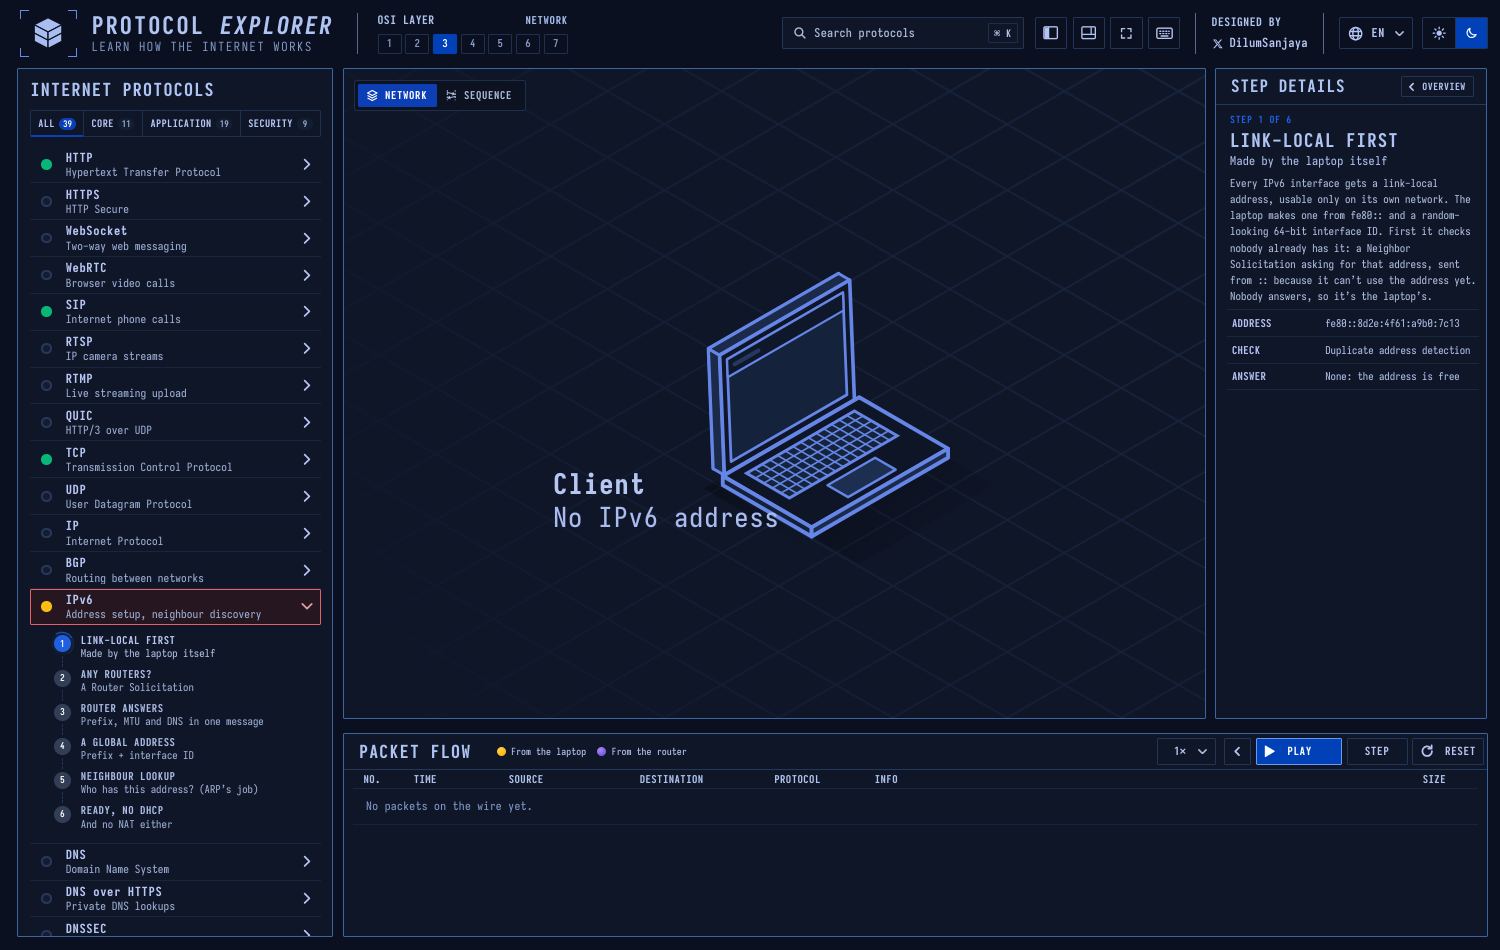 PROTOCOL EXPLORER
LEARN HOW THE INTERNET WORKS
OSI LAYER
NETWORK
1 2 3 4 5 6 7
Search protocols
⌘ K
DESIGNED BY
DilumSanjaya
EN
INTERNET PROTOCOLS
ALL 39 CORE 11 APPLICATION 19 SECURITY 9
HTTP
Hypertext Transfer Protocol
HTTPS
HTTP Secure
WebSocket
Two-way web messaging
WebRTC
Browser video calls
SIP
Internet phone calls
RTSP
IP camera streams
RTMP
Live streaming upload
QUIC
HTTP/3 over UDP
TCP
Transmission Control Protocol
UDP
User Datagram Protocol
IP
Internet Protocol
BGP
Routing between networks
IPv6
Address setup, neighbour discovery
1 LINK-LOCAL FIRST
Made by the laptop itself
2 ANY ROUTERS?
A Router Solicitation
3 ROUTER ANSWERS
Prefix, MTU and DNS in one message
4 A GLOBAL ADDRESS
Prefix + interface ID
5 NEIGHBOUR LOOKUP
Who has this address? (ARP's job)
6 READY, NO DHCP
And no NAT either
DNS
Domain Name System
DNS over HTTPS
Private DNS lookups
DNSSEC
NETWORK SEQUENCE
Client
No IPv6 address
STEP DETAILS
OVERVIEW
STEP 1 OF 6
LINK-LOCAL FIRST
Made by the laptop itself
Every IPv6 interface gets a link-local
address, usable only on its own network. The
laptop makes one from fe80:: and a random-
looking 64-bit interface ID. First it checks
nobody already has it: a Neighbor
Solicitation asking for that address, sent
from :: because it can't use the address yet.
Nobody answers, so it's the laptop's.
ADDRESS fe80::8d2e:4f61:a9b0:7c13
CHECK Duplicate address detection
ANSWER None: the address is free
PACKET FLOW
From the laptop From the router
1× PLAY STEP RESET
NO. TIME SOURCE DESTINATION PROTOCOL INFO SIZE
No packets on the wire yet.